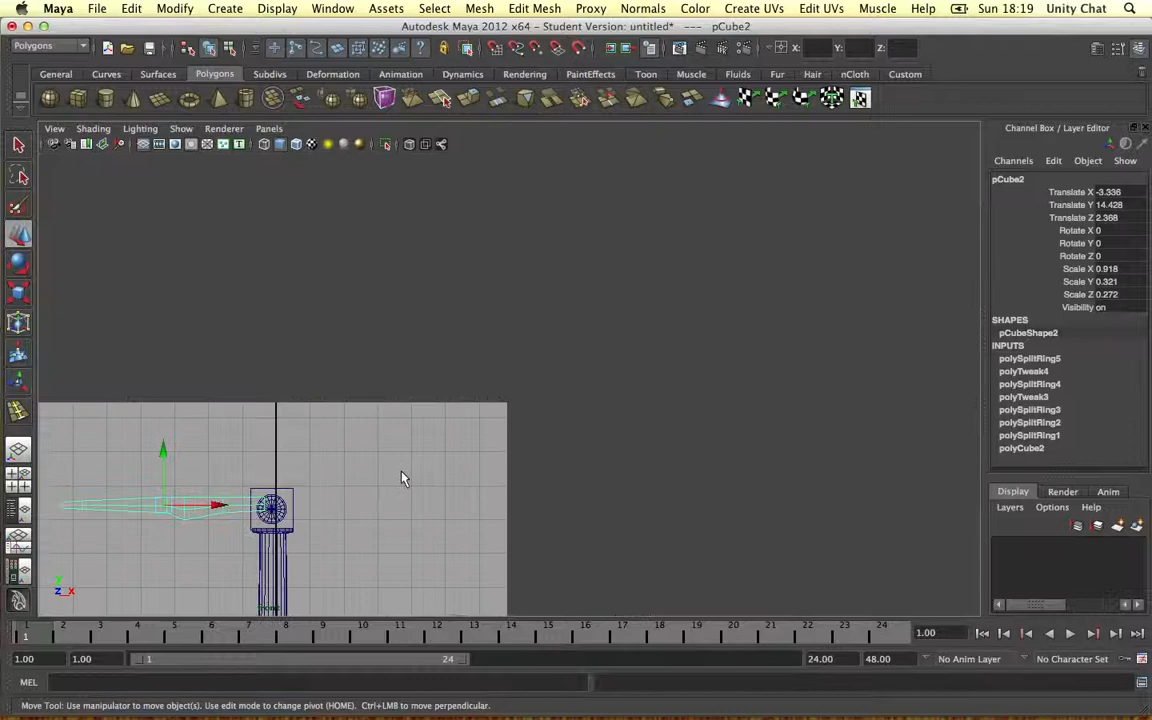 Maya File Edit Modify Create Display Window Assets Select Mesh Edit Mesh Proxy Normals Color Create UVs Edit UVs Muscle Help Sun 18:19 Unity Chat
Autodesk Maya 2012 x64 - Student Version: untitled* --- pCube2
Polygons X: Y: Z:
General Curves Surfaces Polygons Subdivs Deformation Animation Dynamics Rendering PaintEffects Toon Muscle Fluids Fur Hair nCloth Custom
View Shading Lighting Show Renderer Panels
Channel Box / Layer Editor
Channels Edit Object Show
pCube2
Translate X -3.336
Translate Y 14.428
Translate Z 2.368
Rotate X 0
Rotate Y 0
Rotate Z 0
Scale X 0.918
Scale Y 0.321
Scale Z 0.272
Visibility on
SHAPES
pCubeShape2
INPUTS
polySplitRing5
polyTweak4
polySplitRing4
polyTweak3
polySplitRing3
polySplitRing2
polySplitRing1
polyCube2
Display Render Anim
Layers Options Help
y
z x
1 2 3 4 5 6 7 8 9 10 11 12 13 14 15 16 17 18 19 20 21 22 23 24
1 1.00
1.00 1.00 1 24 24.00 48.00 No Anim Layer No Character Set
MEL
Move Tool: Use manipulator to move object(s). Use edit mode to change pivot (HOME). Ctrl+LMB to move perpendicular.